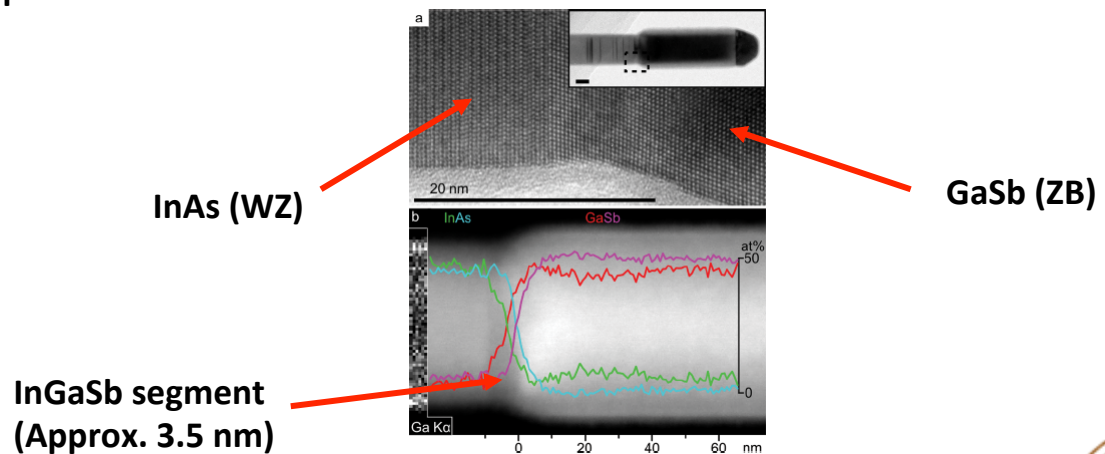 a
20 nm
InAs (WZ)
GaSb (ZB)
b InAs GaSb
at%
50
0
InGaSb segment
(Approx. 3.5 nm)
Ga Kα
0 20 40 60 nm